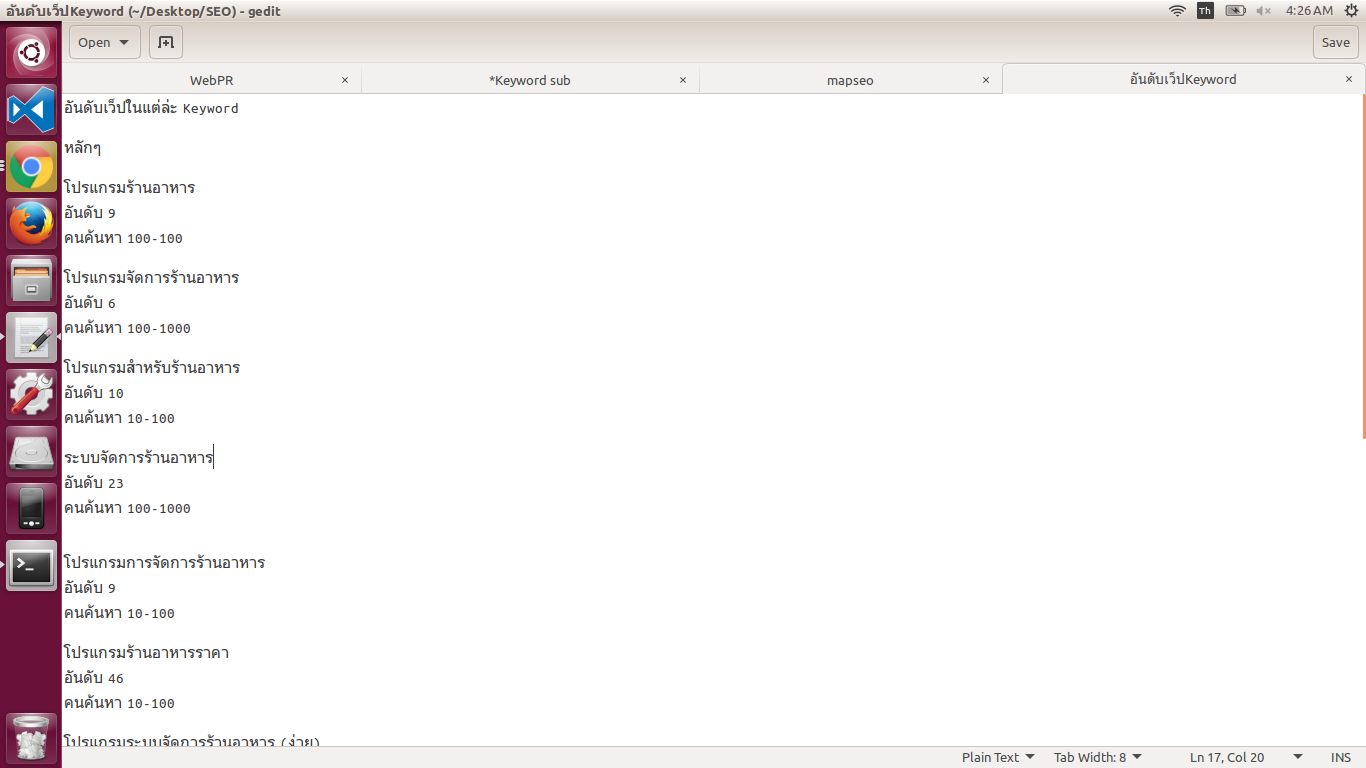 อันดับเว็ปKeyword (~/Desktop/SEO) - gedit
Th
4:26 AM
Open
Save
WebPR ×
*Keyword sub ×
mapseo ×
อันดับเว็ปKeyword ×
อันดับเว็ปในแต่ล่ะ Keyword
หลักๆ
โปรแกรมร้านอาหาร
อันดับ 9
คนค้นหา 100-100
โปรแกรมจัดการร้านอาหาร
อันดับ 6
คนค้นหา 100-1000
โปรแกรมสำหรับร้านอาหาร
อันดับ 10
คนค้นหา 10-100
ระบบจัดการร้านอาหาร
อันดับ 23
คนค้นหา 100-1000
โปรแกรมการจัดการร้านอาหาร
อันดับ 9
คนค้นหา 10-100
โปรแกรมร้านอาหารราคา
อันดับ 46
คนค้นหา 10-100
โปรแกรมระบบจัดการร้านอาหาร (ง่าย)
Plain Text
Tab Width: 8
Ln 17, Col 20
INS